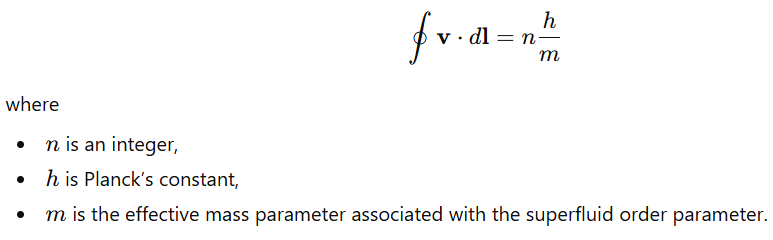 ∮ v · dl = n h/m
where
• n is an integer,
• h is Planck’s constant,
• m is the effective mass parameter associated with the superfluid order parameter.